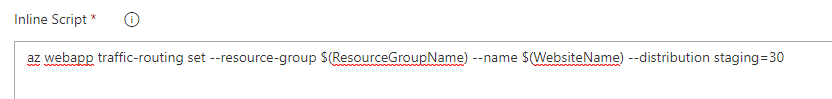 Inline Script *
az webapp traffic-routing set --resource-group $(ResourceGroupName) --name $(WebsiteName) --distribution staging=30